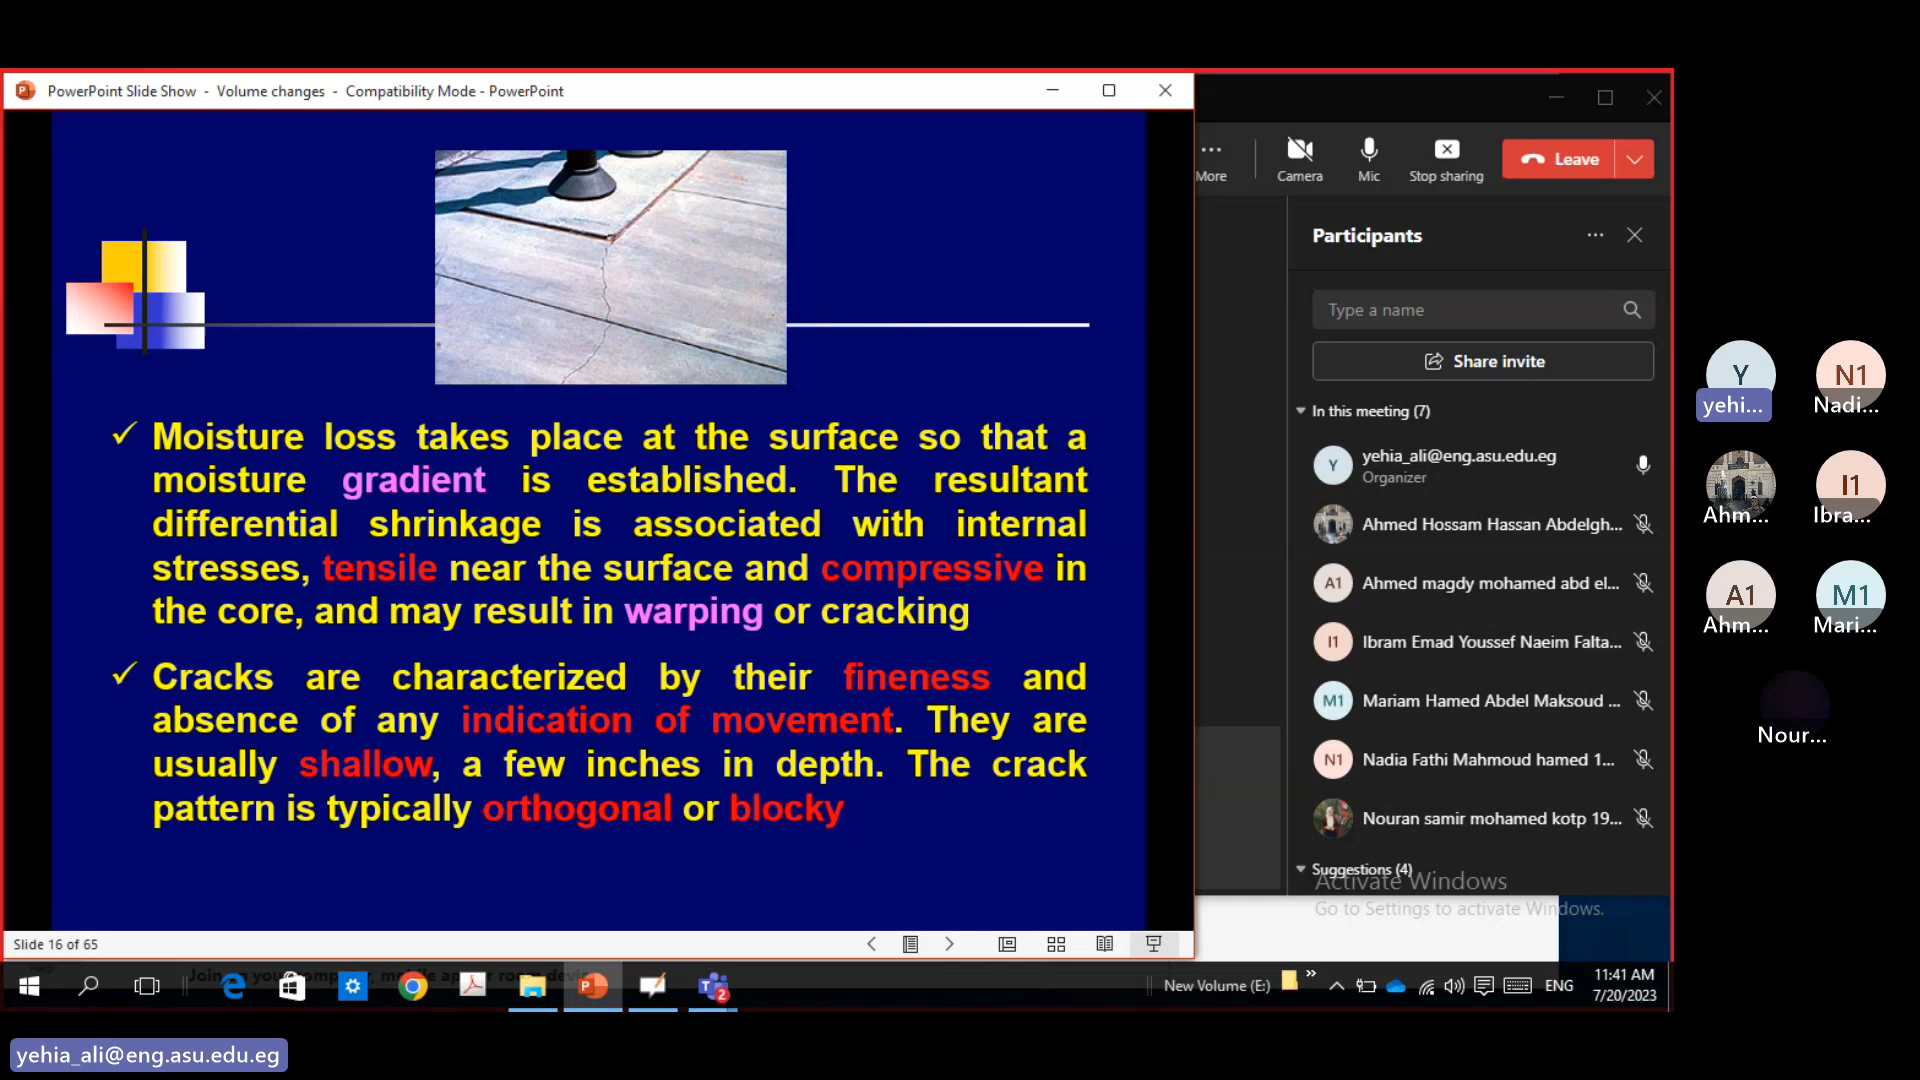 PowerPoint Slide Show - Volume changes - Compatibility Mode - PowerPoint
Moisture loss takes place at the surface so that a
moisture gradient is established. The resultant
differential shrinkage is associated with internal
stresses, tensile near the surface and compressive in
the core, and may result in warping or cracking
Cracks are characterized by their fineness and
absence of any indication of movement. They are
usually shallow, a few inches in depth. The crack
pattern is typically orthogonal or blocky
Slide 16 of 65
More
Camera
Mic
Stop sharing
Leave
Participants
Type a name
Share invite
In this meeting (7)
Y
yehia_ali@eng.asu.edu.eg
Organizer
Ahmed Hossam Hassan Abdelgh...
A1
Ahmed magdy mohamed abd el...
I1
Ibram Emad Youssef Naeim Falta...
M1
Mariam Hamed Abdel Maksoud ...
N1
Nadia Fathi Mahmoud hamed 1...
Nouran samir mohamed kotp 19...
Suggestions (4)
Activate Windows
Go to Settings to activate Windows.
New Volume (E:)
ENG
11:41 AM
7/20/2023
2
Y
yehi...
N1
Nadi...
Ahm...
I1
Ibra...
A1
Ahm...
M1
Mari...
Nour...
yehia_ali@eng.asu.edu.eg